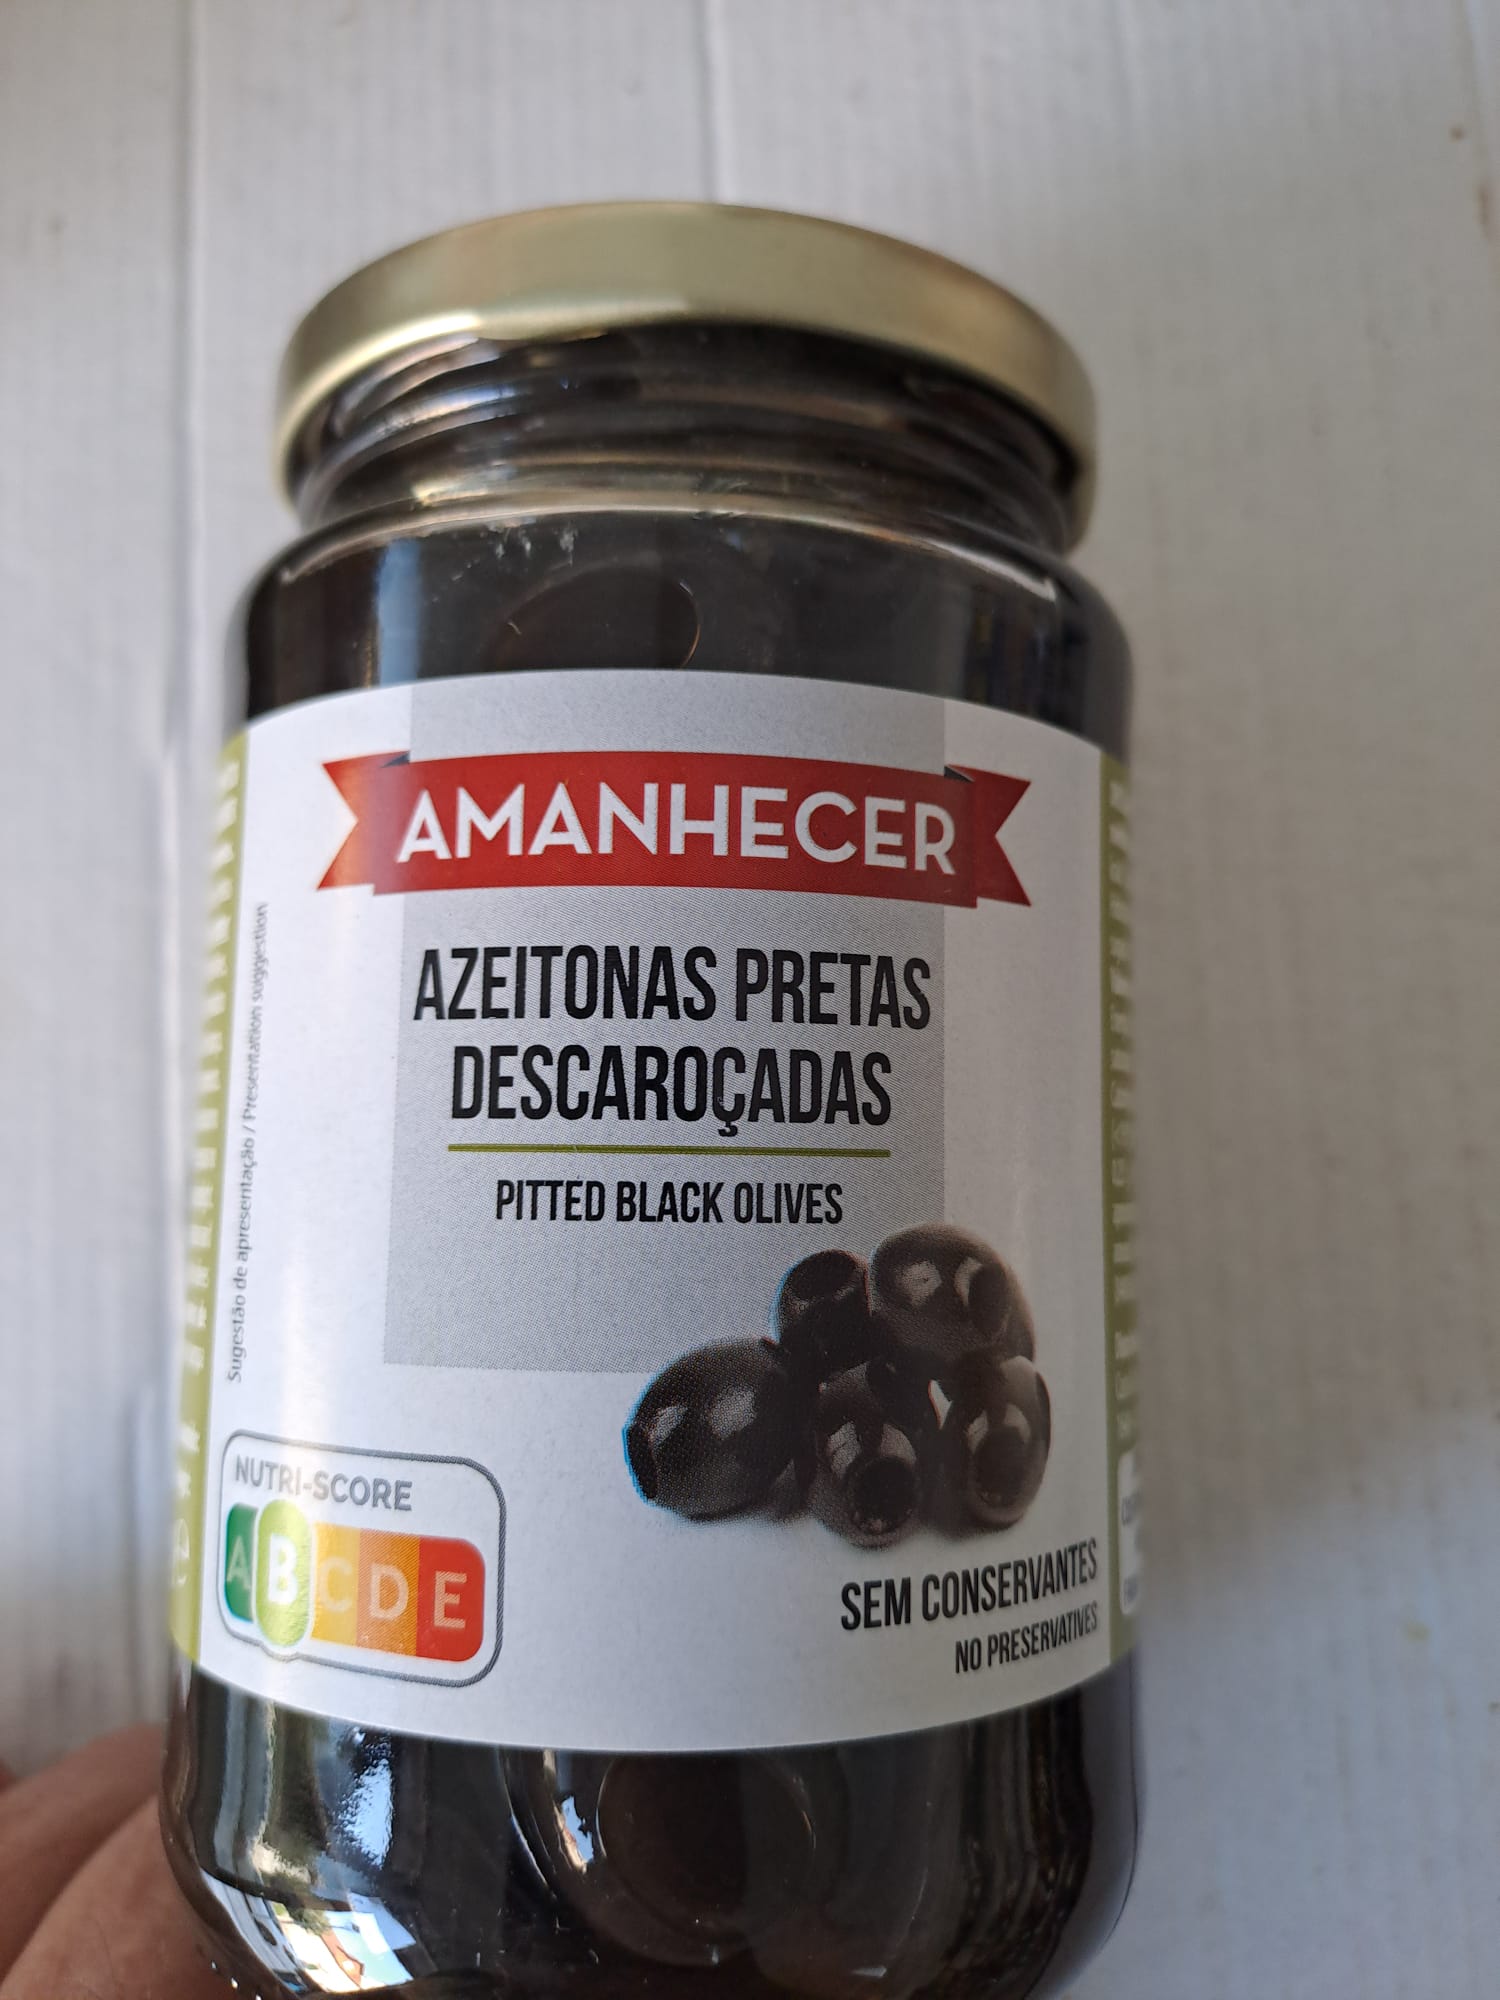 AMANHECER
AZEITONAS PRETAS
DESCAROÇADAS
PITTED BLACK OLIVES
Sugestão de apresentação / Presentation suggestion
NUTRI-SCORE
A B C D E
SEM CONSERVANTES
NO PRESERVATIVES